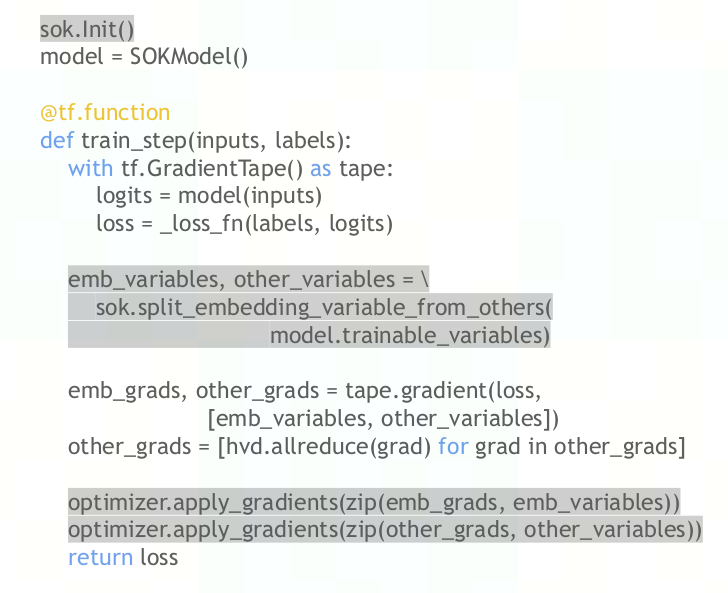 sok.Init()
model = SOKModel()
@tf.function
def train_step(inputs, labels):
with tf.GradientTape() as tape:
logits = model(inputs)
loss = _loss_fn(labels, logits)
emb_variables, other_variables = \
sok.split_embedding_variable_from_others(
model.trainable_variables)
emb_grads, other_grads = tape.gradient(loss,
[emb_variables, other_variables])
other_grads = [hvd.allreduce(grad) for grad in other_grads]
optimizer.apply_gradients(zip(emb_grads, emb_variables))
optimizer.apply_gradients(zip(other_grads, other_variables))
return loss